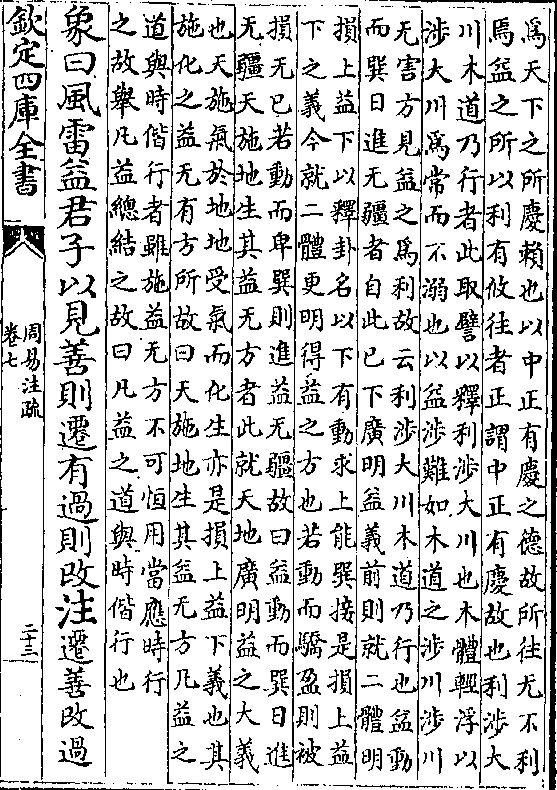 為天下之所慶賴也以中正有慶之德故所往无不利
焉益之所以利有攸往者正謂中正有慶故也利涉大
川木道乃行者此取譬以釋利涉大川也木體輕浮以
涉大川為常而不溺也以益涉難如木道之涉川涉川
无害方見益之為利故云利涉大川木道乃行也益動
而巽日進无疆者自此已下廣明益義前則就二體明
損上益下以釋卦名以下有動求上能巽接是損上益
下之義今就二體更明得益之方也若動而驕盈則被
損无已若動而卑巽則進益无疆故曰益動而巽日進
无疆天施地生其益无方者此就天地廣明益之大義
也天施氣於地地受氣而化生亦是損上益下義也其
施化之益无有方所故曰天施地生其益无方凡益之
道與時偕行者雖施益无方不可恒用當應時行
之故舉凡益總結之故曰凡益之道與時偕行也
象曰風雷益君子以見善則遷有過則改注遷善改過
欽定四庫全書
周易注疏
卷七
二十三